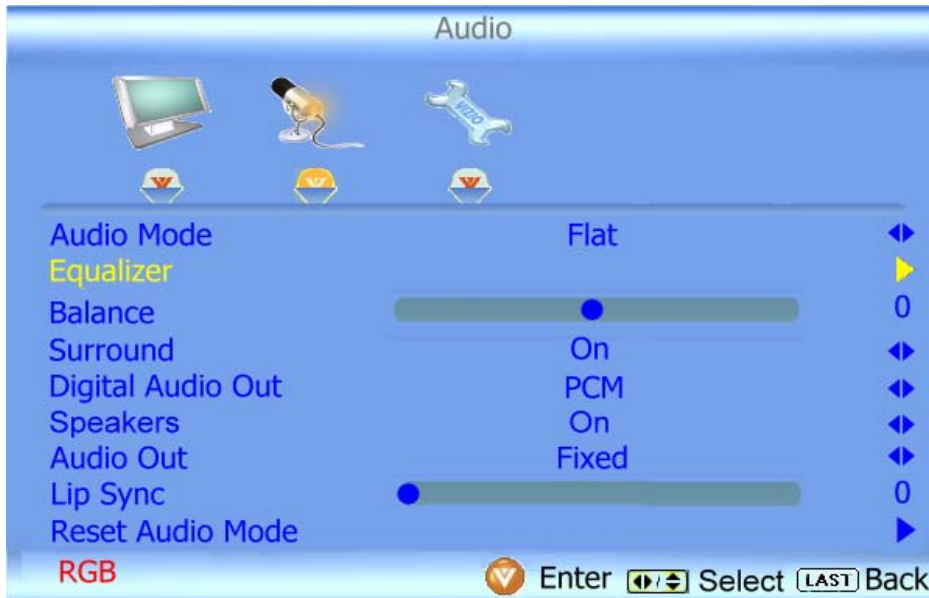 Audio
VIZIO
Audio Mode Flat
Equalizer
Balance 0
Surround On
Digital Audio Out PCM
Speakers On
Audio Out Fixed
Lip Sync 0
Reset Audio Mode
RGB V Enter / Select LAST Back